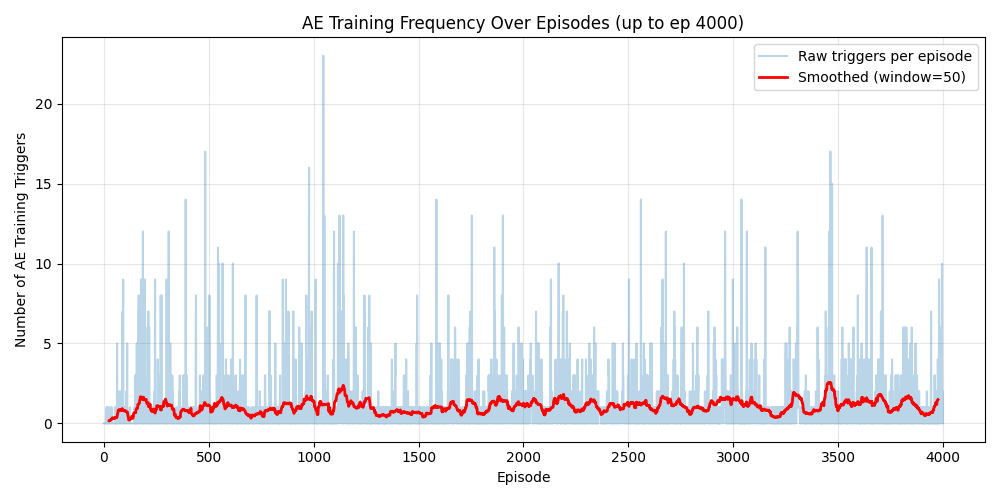 AE Training Frequency Over Episodes (up to ep 4000)
Raw triggers per episode
Smoothed (window=50)
Number of AE Training Triggers
20
15
10
5
0
0 500 1000 1500 2000 2500 3000 3500 4000
Episode